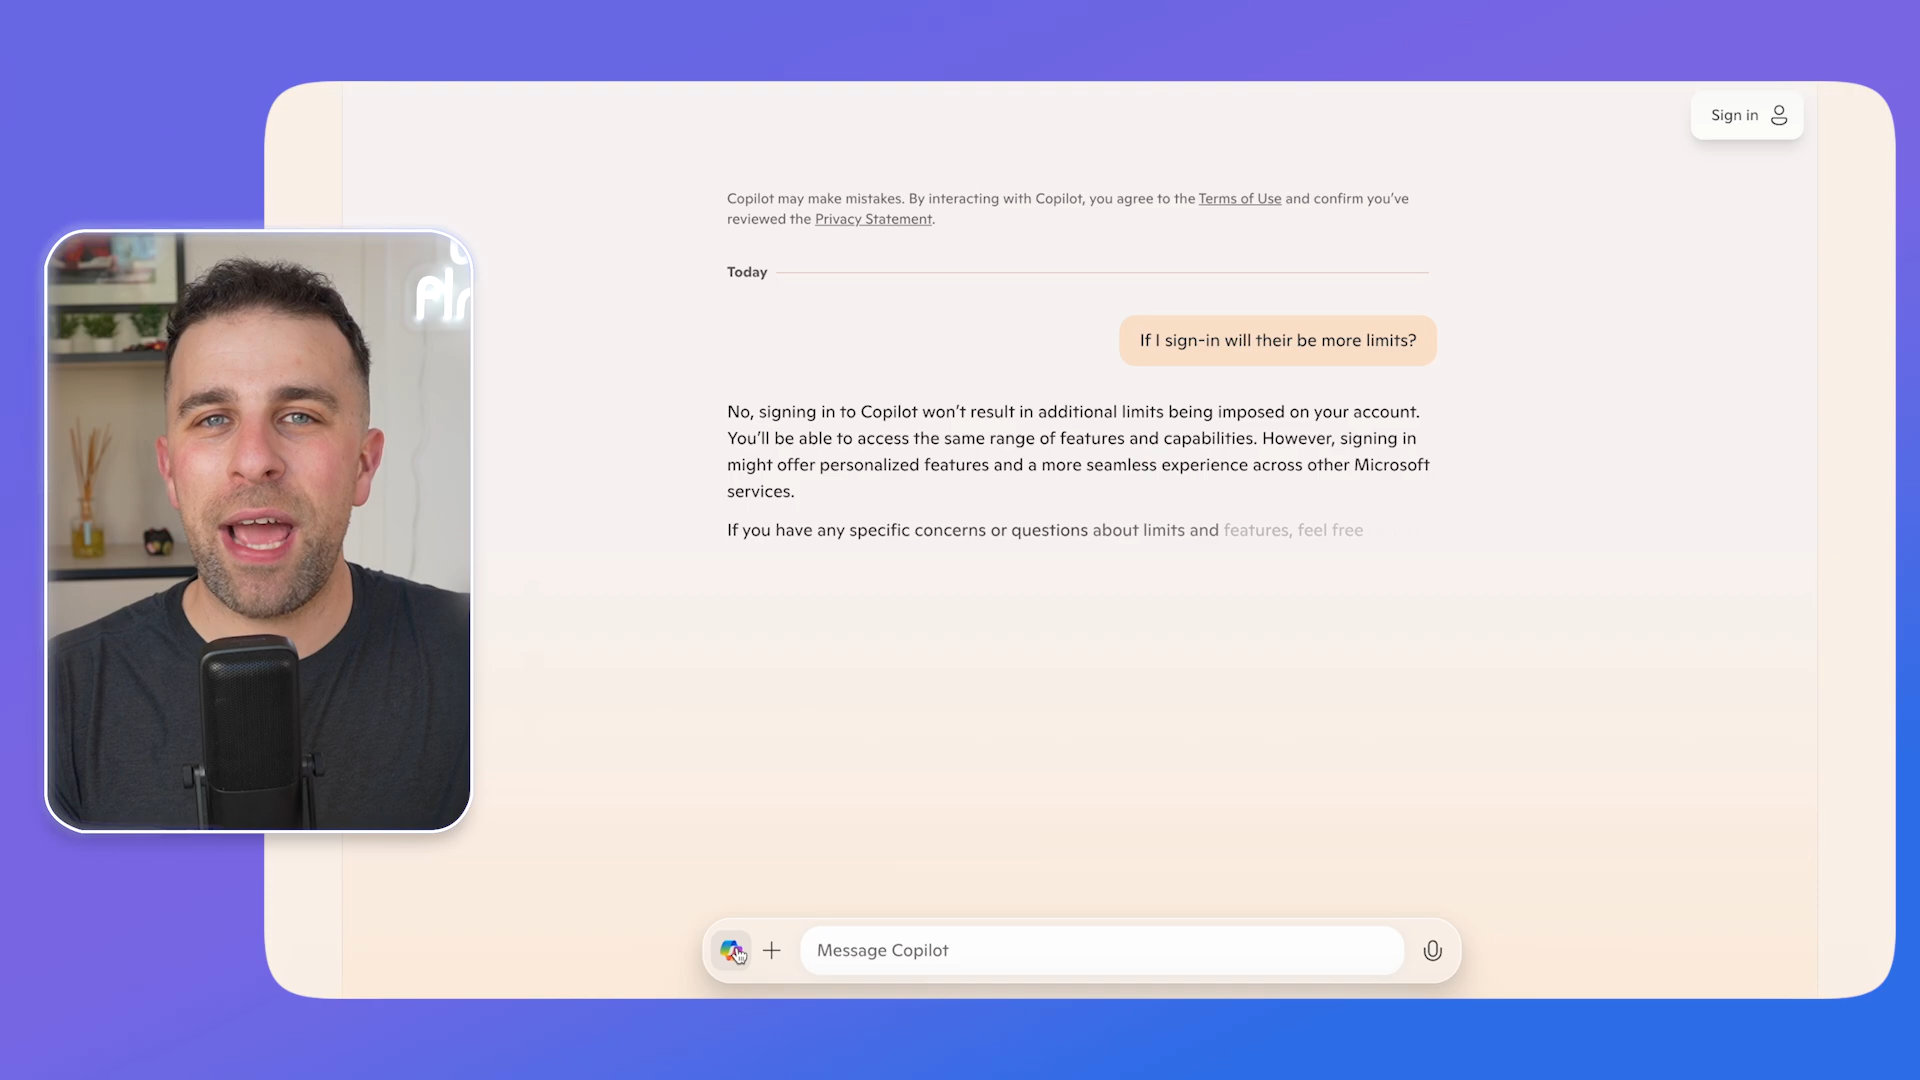 Sign in
Copilot may make mistakes. By interacting with Copilot, you agree to the Terms of Use and confirm you've
reviewed the Privacy Statement.
Today
If I sign-in will their be more limits?
No, signing in to Copilot won't result in additional limits being imposed on your account.
You'll be able to access the same range of features and capabilities. However, signing in
might offer personalized features and a more seamless experience across other Microsoft
services.
If you have any specific concerns or questions about limits and features, feel free
Message Copilot